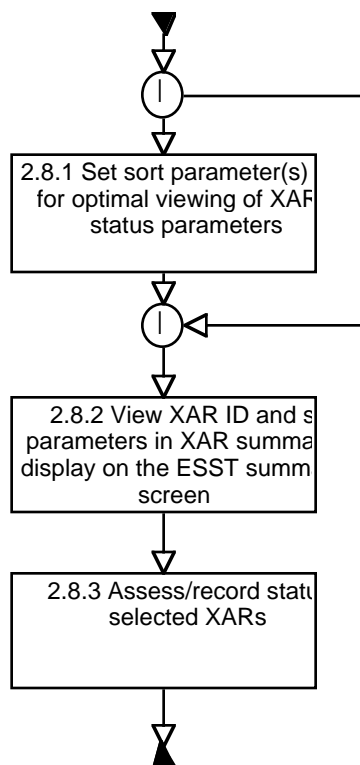 2.8.1 Set sort parameter(s)
for optimal viewing of XAR
status parameters
2.8.2 View XAR ID and s
parameters in XAR summa
display on the ESST summ
screen
2.8.3 Assess/record statu
selected XARs